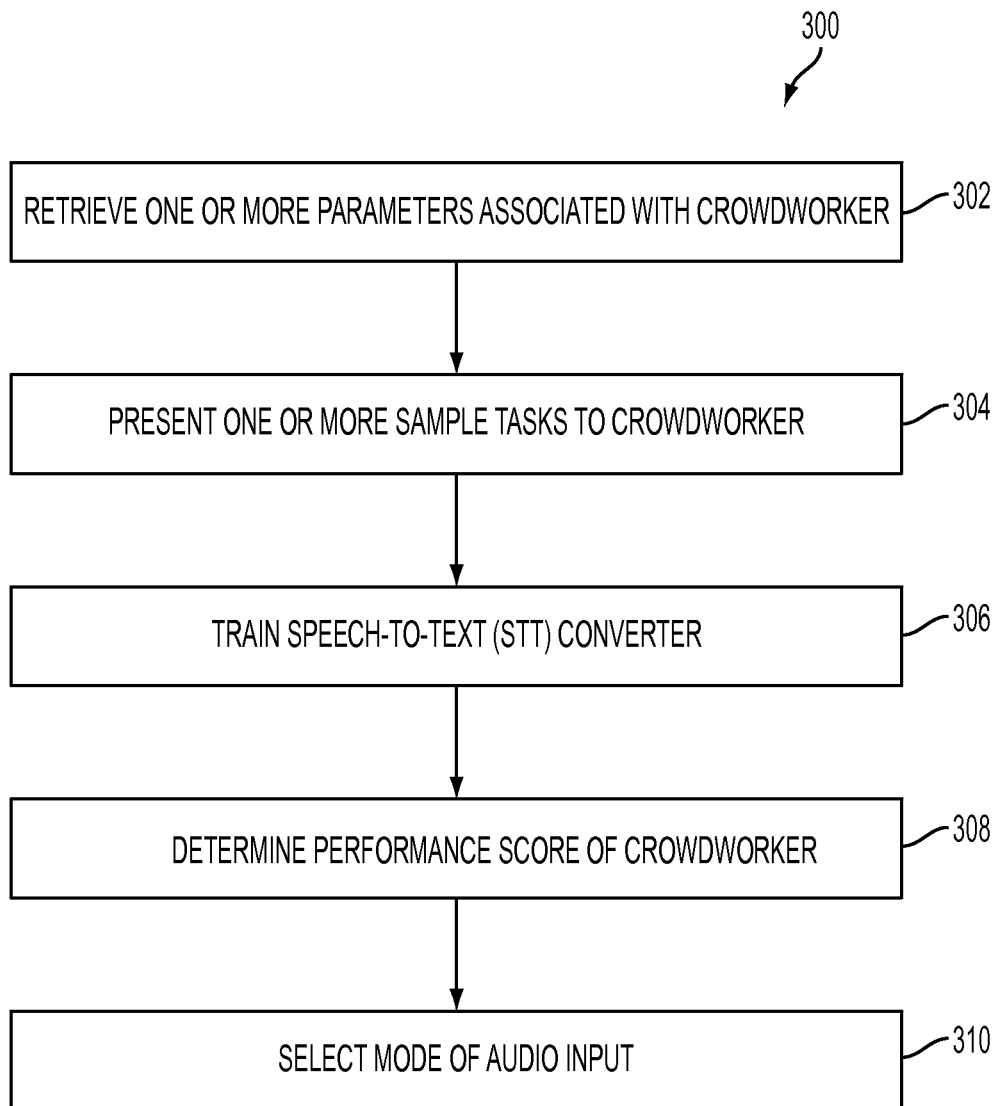 300
RETRIEVE ONE OR MORE PARAMETERS ASSOCIATED WITH CROWDWORKER
302
PRESENT ONE OR MORE SAMPLE TASKS TO CROWDWORKER
304
TRAIN SPEECH-TO-TEXT (STT) CONVERTER
306
DETERMINE PERFORMANCE SCORE OF CROWDWORKER
308
SELECT MODE OF AUDIO INPUT
310